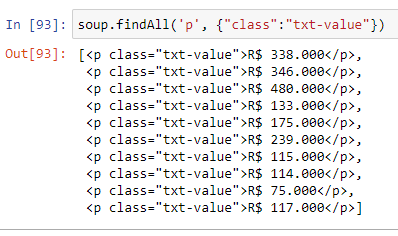 In [93]: soup.findAll('p', {"class":"txt-value"})
Out[93]: [<p class="txt-value">R$ 338.000</p>,
<p class="txt-value">R$ 346.000</p>,
<p class="txt-value">R$ 480.000</p>,
<p class="txt-value">R$ 133.000</p>,
<p class="txt-value">R$ 175.000</p>,
<p class="txt-value">R$ 239.000</p>,
<p class="txt-value">R$ 115.000</p>,
<p class="txt-value">R$ 114.000</p>,
<p class="txt-value">R$ 75.000</p>,
<p class="txt-value">R$ 117.000</p>]